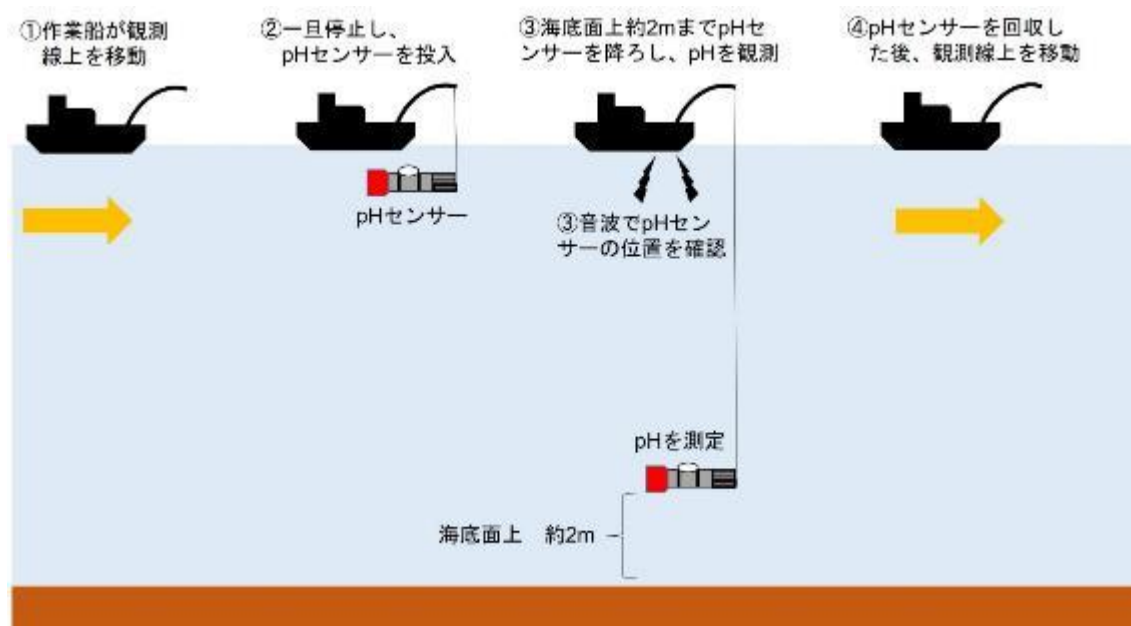 ①作業船が観測
線上を移動
②一旦停止し、
pHセンサーを投入
③海底面上約2mまでpHセ
ンサーを降ろし、pHを観測
④pHセンサーを回収し
た後、観測線上を移動
pHセンサー
③音波でpHセン
サーの位置を確認
pHを測定
海底面上　約2m